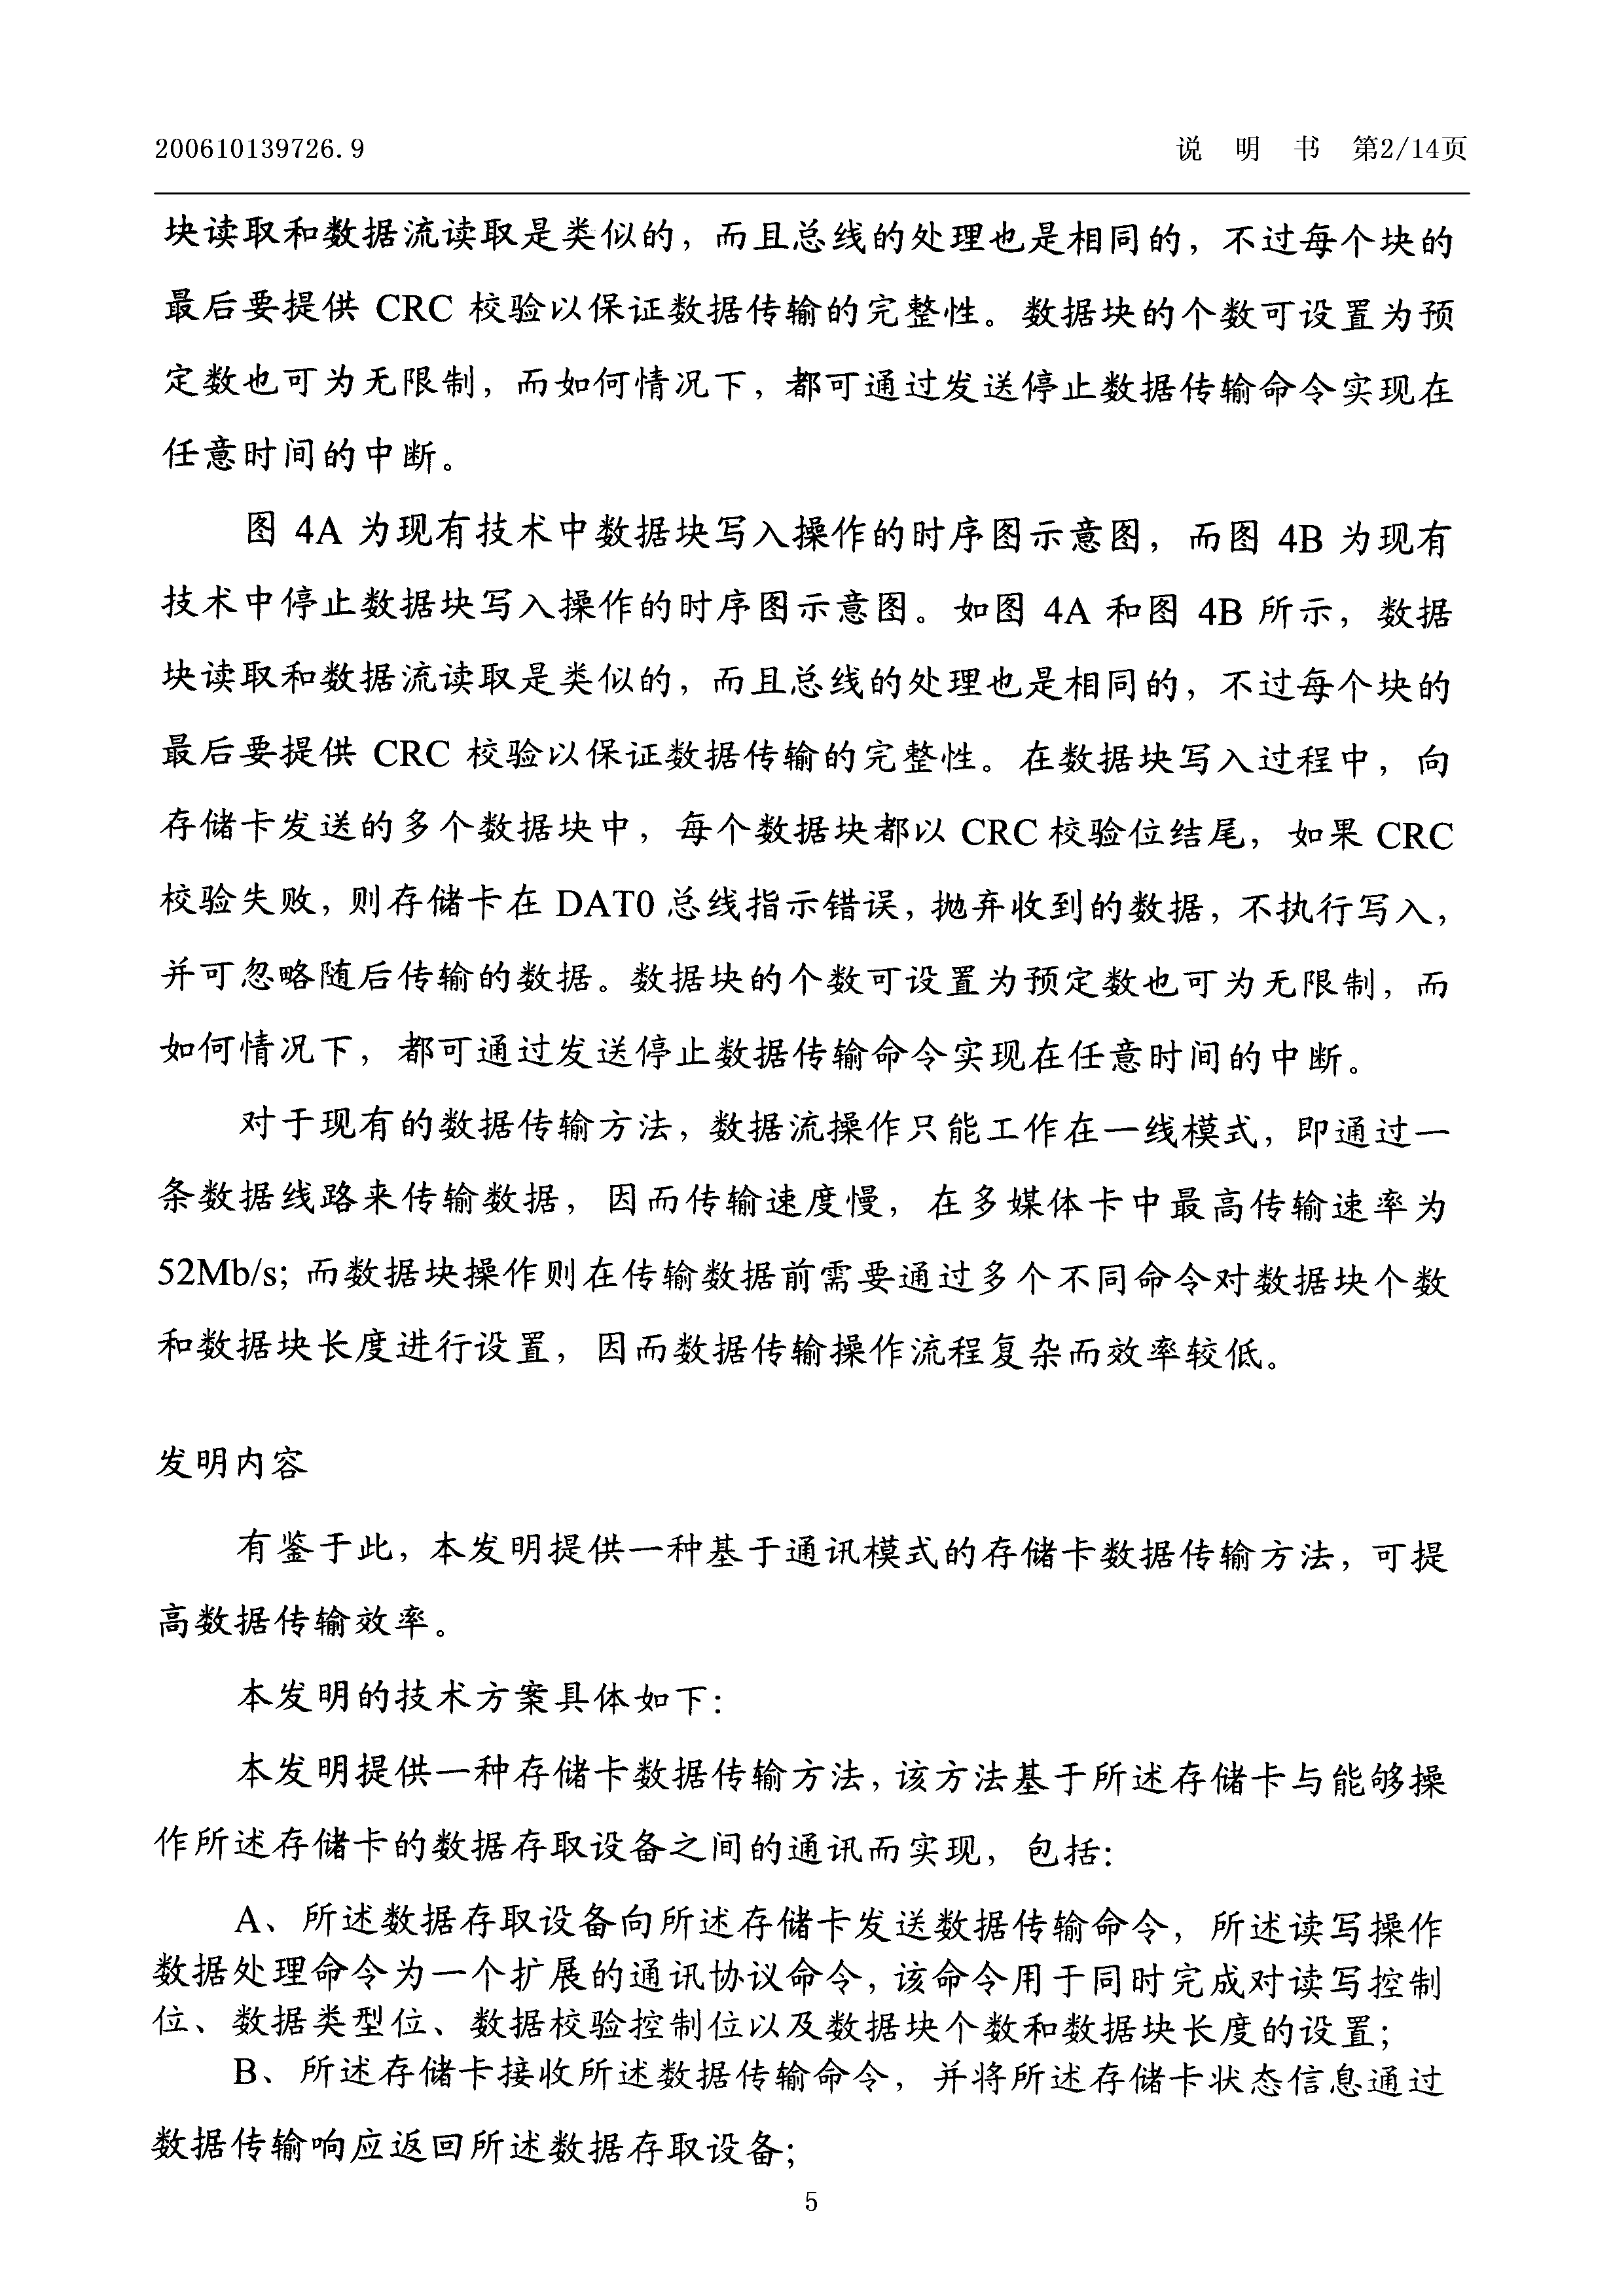 200610139726.9
说 明 书 第2/14页
块读取和数据流读取是类似的，而且总线的处理也是相同的，不过每个块的
最后要提供 CRC 校验以保证数据传输的完整性。数据块的个数可设置为预
定数也可为无限制，而如何情况下，都可通过发送停止数据传输命令实现在
任意时间的中断。
图 4A 为现有技术中数据块写入操作的时序图示意图，而图 4B 为现有
技术中停止数据块写入操作的时序图示意图。如图 4A 和图 4B 所示，数据
块读取和数据流读取是类似的，而且总线的处理也是相同的，不过每个块的
最后要提供 CRC 校验以保证数据传输的完整性。在数据块写入过程中，向
存储卡发送的多个数据块中，每个数据块都以 CRC 校验位结尾，如果 CRC
校验失败，则存储卡在 DAT0 总线指示错误，抛弃收到的数据，不执行写入，
并可忽略随后传输的数据。数据块的个数可设置为预定数也可为无限制，而
如何情况下，都可通过发送停止数据传输命令实现在任意时间的中断。
对于现有的数据传输方法，数据流操作只能工作在一线模式，即通过一
条数据线路来传输数据，因而传输速度慢，在多媒体卡中最高传输速率为
52Mb/s；而数据块操作则在传输数据前需要通过多个不同命令对数据块个数
和数据块长度进行设置，因而数据传输操作流程复杂而效率较低。
发明内容
有鉴于此，本发明提供一种基于通讯模式的存储卡数据传输方法，可提
高数据传输效率。
本发明的技术方案具体如下：
本发明提供一种存储卡数据传输方法，该方法基于所述存储卡与能够操
作所述存储卡的数据存取设备之间的通讯而实现，包括：
A、所述数据存取设备向所述存储卡发送数据传输命令，所述读写操作
数据处理命令为一个扩展的通讯协议命令，该命令用于同时完成对读写控制
位、数据类型位、数据校验控制位以及数据块个数和数据块长度的设置；
B、所述存储卡接收所述数据传输命令，并将所述存储卡状态信息通过
数据传输响应返回所述数据存取设备；
5